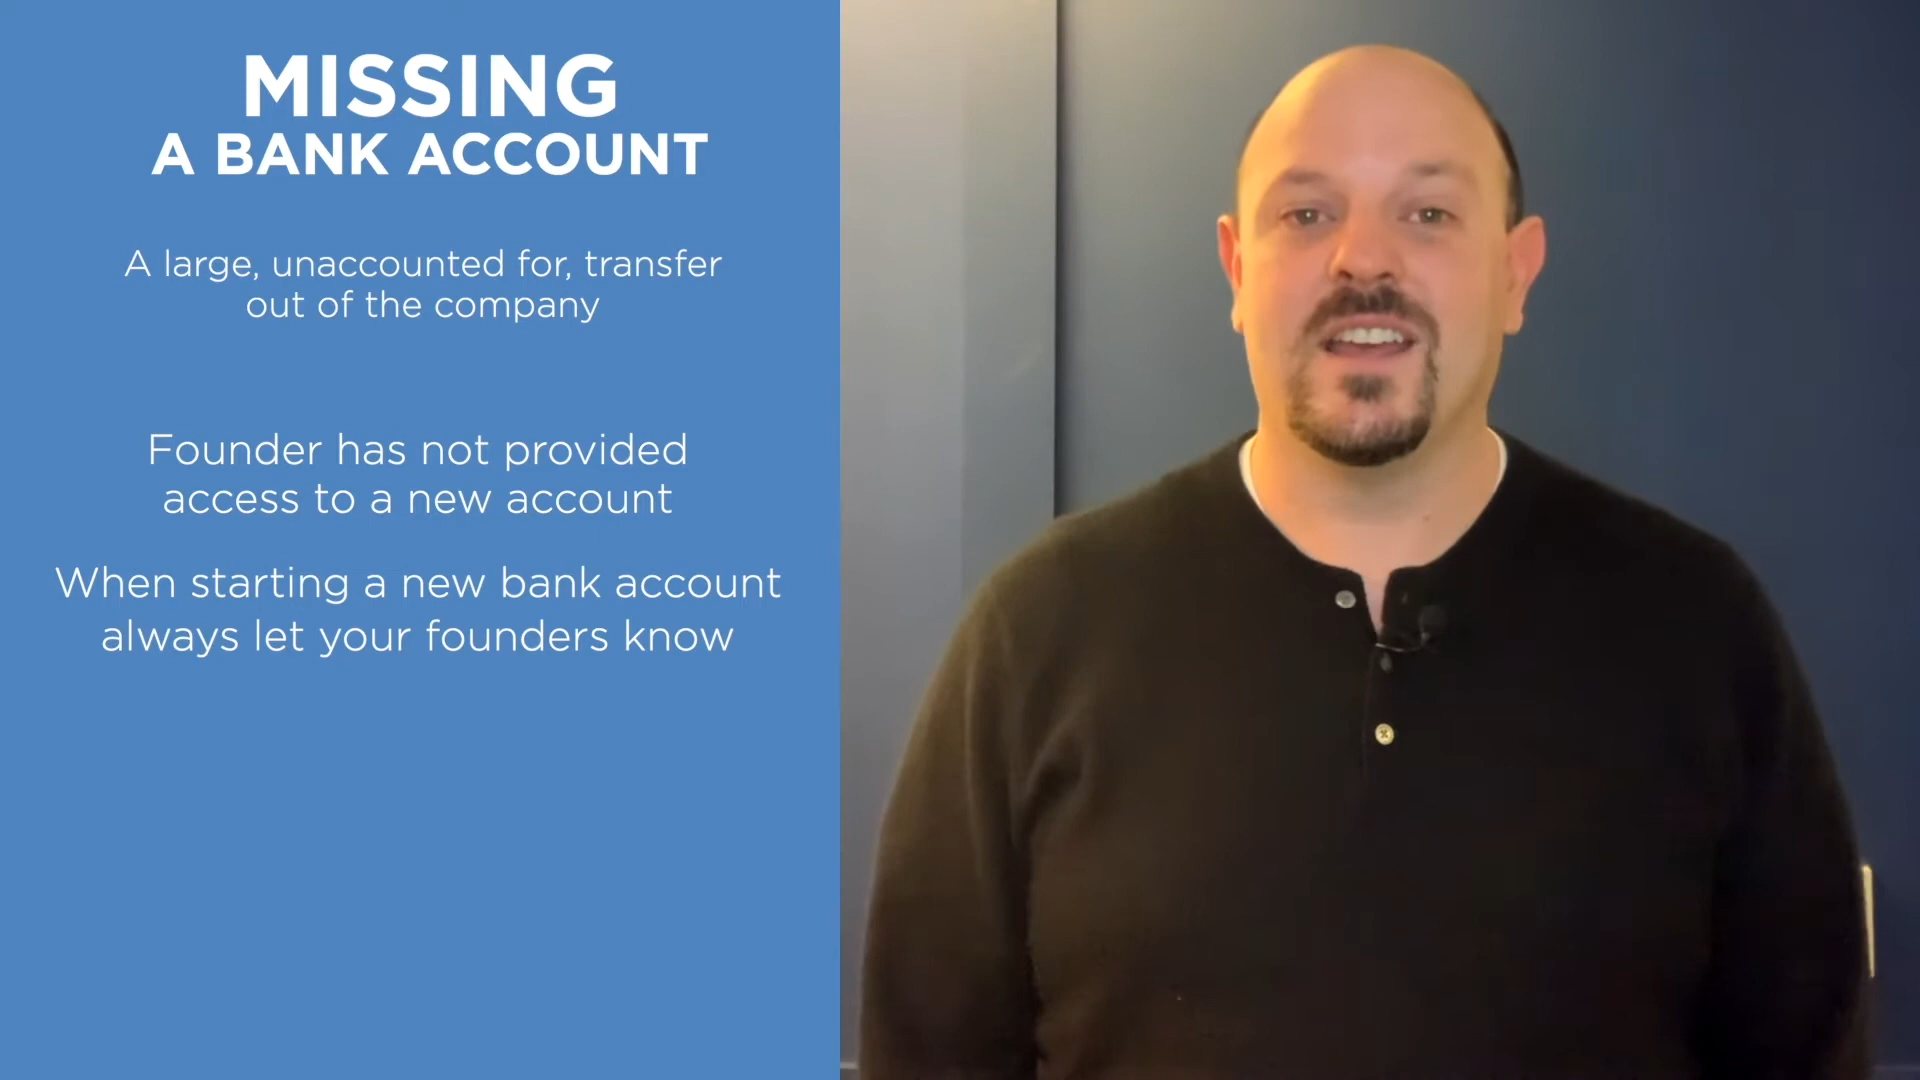 MISSING
A BANK ACCOUNT
A large, unaccounted for, transfer
out of the company
Founder has not provided
access to a new account
When starting a new bank account
always let your founders know